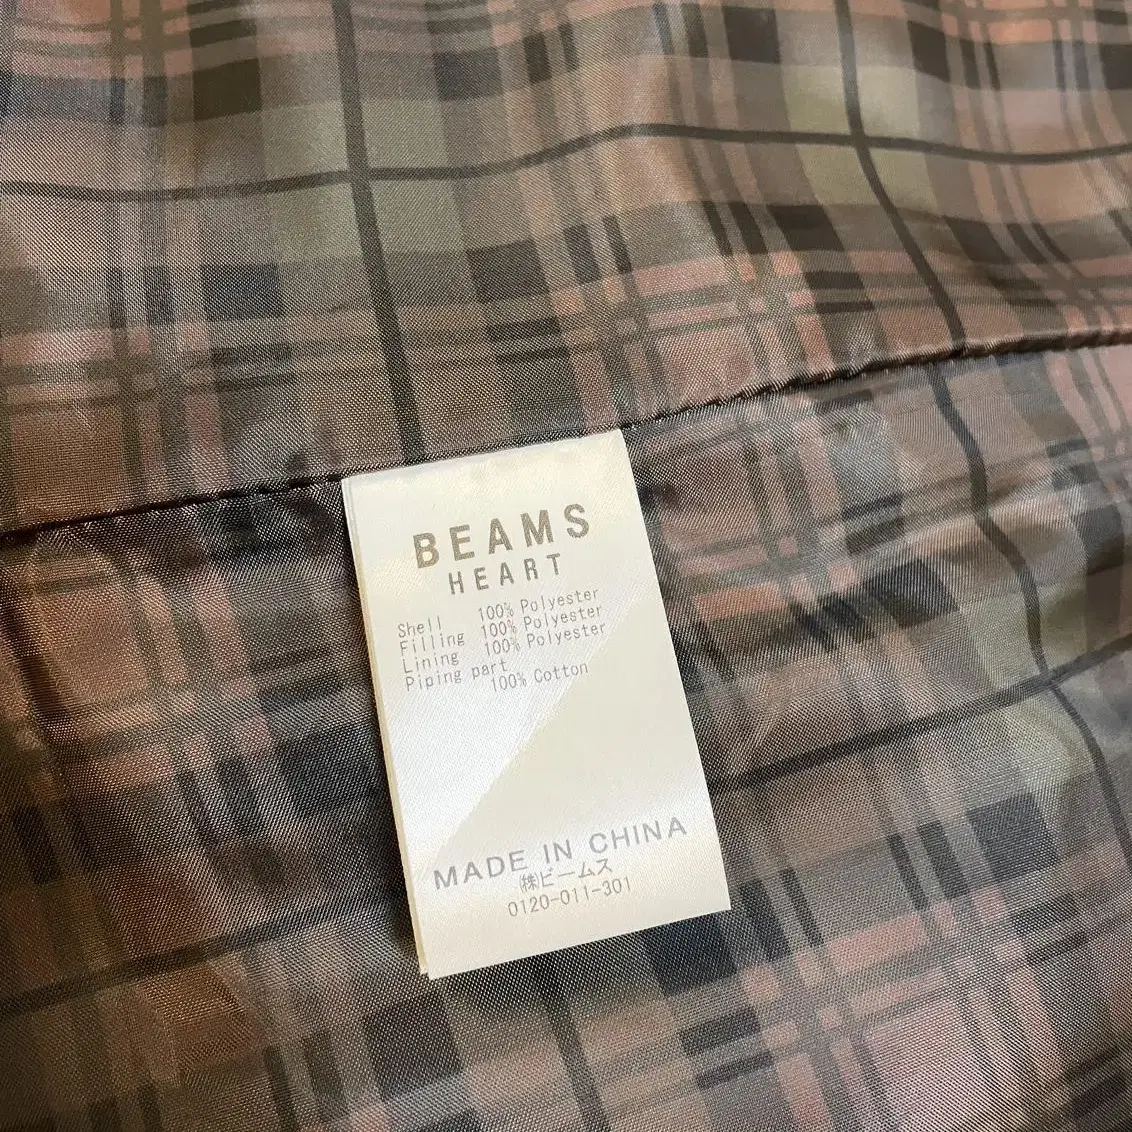 BEAMS
HEART
Shell 100% Polyester
Filling 100% Polyester
Lining 100% Polyester
Piping part
100% Cotton
MADE IN CHINA
㈱ビームス
0120-011-301